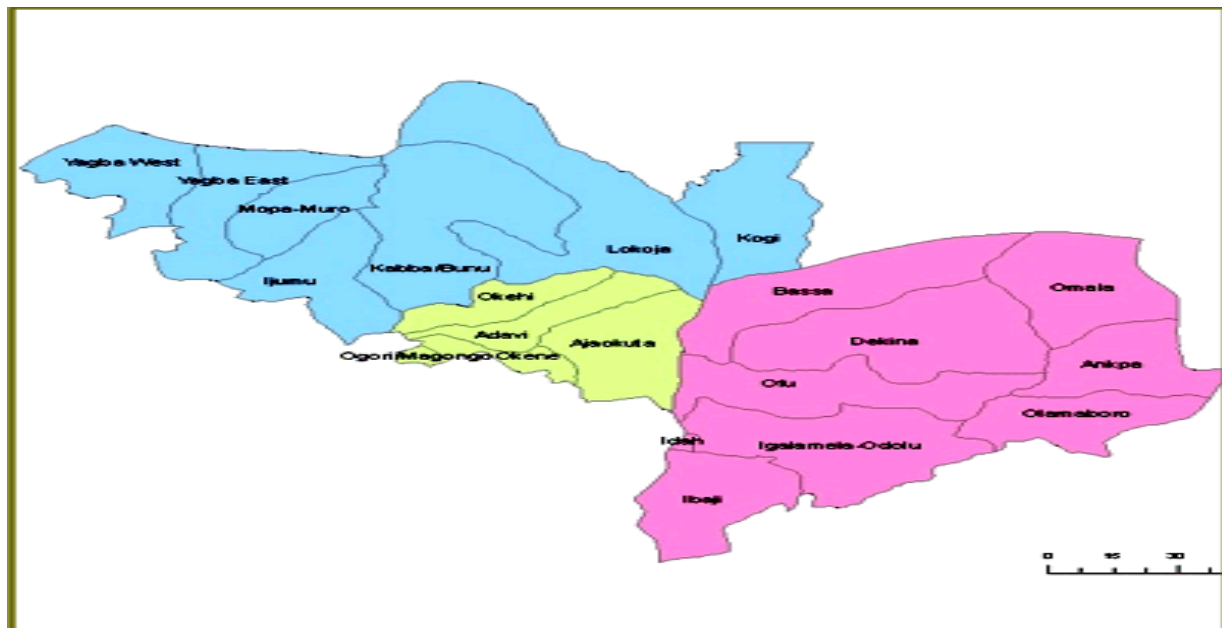 Yagba West
Yagba East
Mopa-Muro
Lokoja
Kogi
Kabba/Bunu
Ijumu
Okehi
Bassa
Omala
Adavi
Ajaokuta
Dekina
Ogori/Magongo
Okene
Ankpa
Ofu
Olamaboro
Idah
Igalamela-Odolu
Ibaji
0 15 30